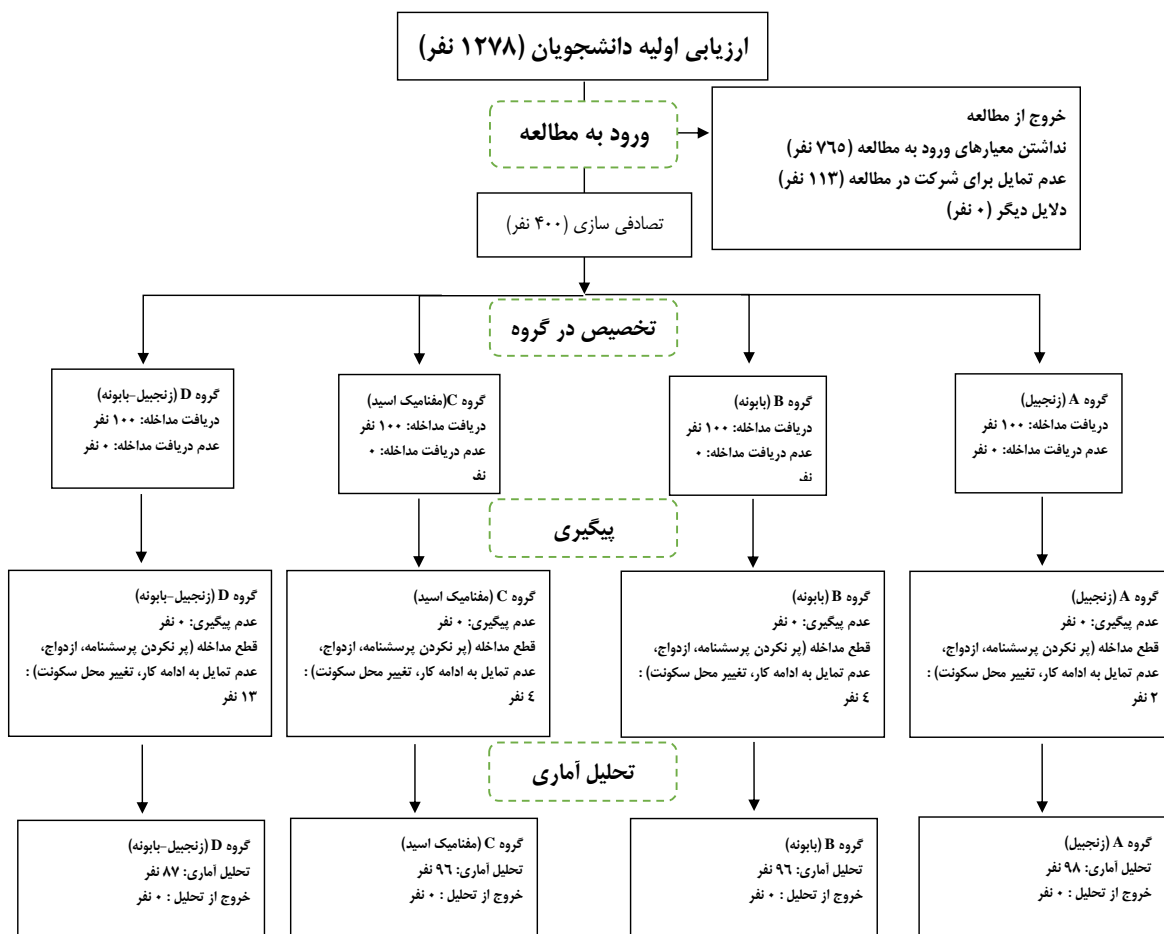 ارزیابی اولیه دانشجویان (۱۲۷۸ نفر)
ورود به مطالعه
خروج از مطالعه
نداشتن معیارهای ورود به مطالعه (٧٦٥ نفر)
عدم تمایل برای شرکت در مطالعه (۱۱۳ نفر)
دلایل دیگر (۰ نفر)
تصادفی سازی (۴۰۰ نفر)
تخصیص در گروه
گروه A (زنجبیل)
دریافت مداخله: ۱۰۰ نفر
عدم دریافت مداخله: ۰ نفر
گروه B (بابونه)
دریافت مداخله: ۱۰۰ نفر
عدم دریافت مداخله: ۰
نفر
گروه C(مفنامیک اسید)
دریافت مداخله: ۱۰۰ نفر
عدم دریافت مداخله: ۰
نفر
گروه D (زنجبیل-بابونه)
دریافت مداخله: ۱۰۰ نفر
عدم دریافت مداخله: ۰ نفر
پیگیری
گروه A (زنجبیل)
عدم پیگیری: ۰ نفر
قطع مداخله (پر نکردن پرسشنامه، ازدواج،
عدم تمایل به ادامه کار، تغییر محل سکونت) :
۲ نفر
گروه B (بابونه)
عدم پیگیری: ۰ نفر
قطع مداخله (پر نکردن پرسشنامه، ازدواج،
عدم تمایل به ادامه کار، تغییر محل سکونت) :
٤ نفر
گروه C (مفنامیک اسید)
عدم پیگیری: ۰ نفر
قطع مداخله (پر نکردن پرسشنامه، ازدواج،
عدم تمایل به ادامه کار، تغییر محل سکونت) :
٤ نفر
گروه D (زنجبیل-بابونه)
عدم پیگیری: ۰ نفر
قطع مداخله (پر نکردن پرسشنامه، ازدواج،
عدم تمایل به ادامه کار، تغییر محل سکونت) :
۱۳ نفر
تحلیل آماری
گروه A (زنجبیل)
تحلیل آماری: ۹۸ نفر
خروج از تحلیل : ۰ نفر
گروه B (بابونه)
تحلیل آماری: ٩٦ نفر
خروج از تحلیل : ۰ نفر
گروه C (مفنامیک اسید)
تحلیل آماری: ٩٦ نفر
خروج از تحلیل : ۰ نفر
گروه D (زنجبیل-بابونه)
تحلیل آماری: ۸۷ نفر
خروج از تحلیل : ۰ نفر